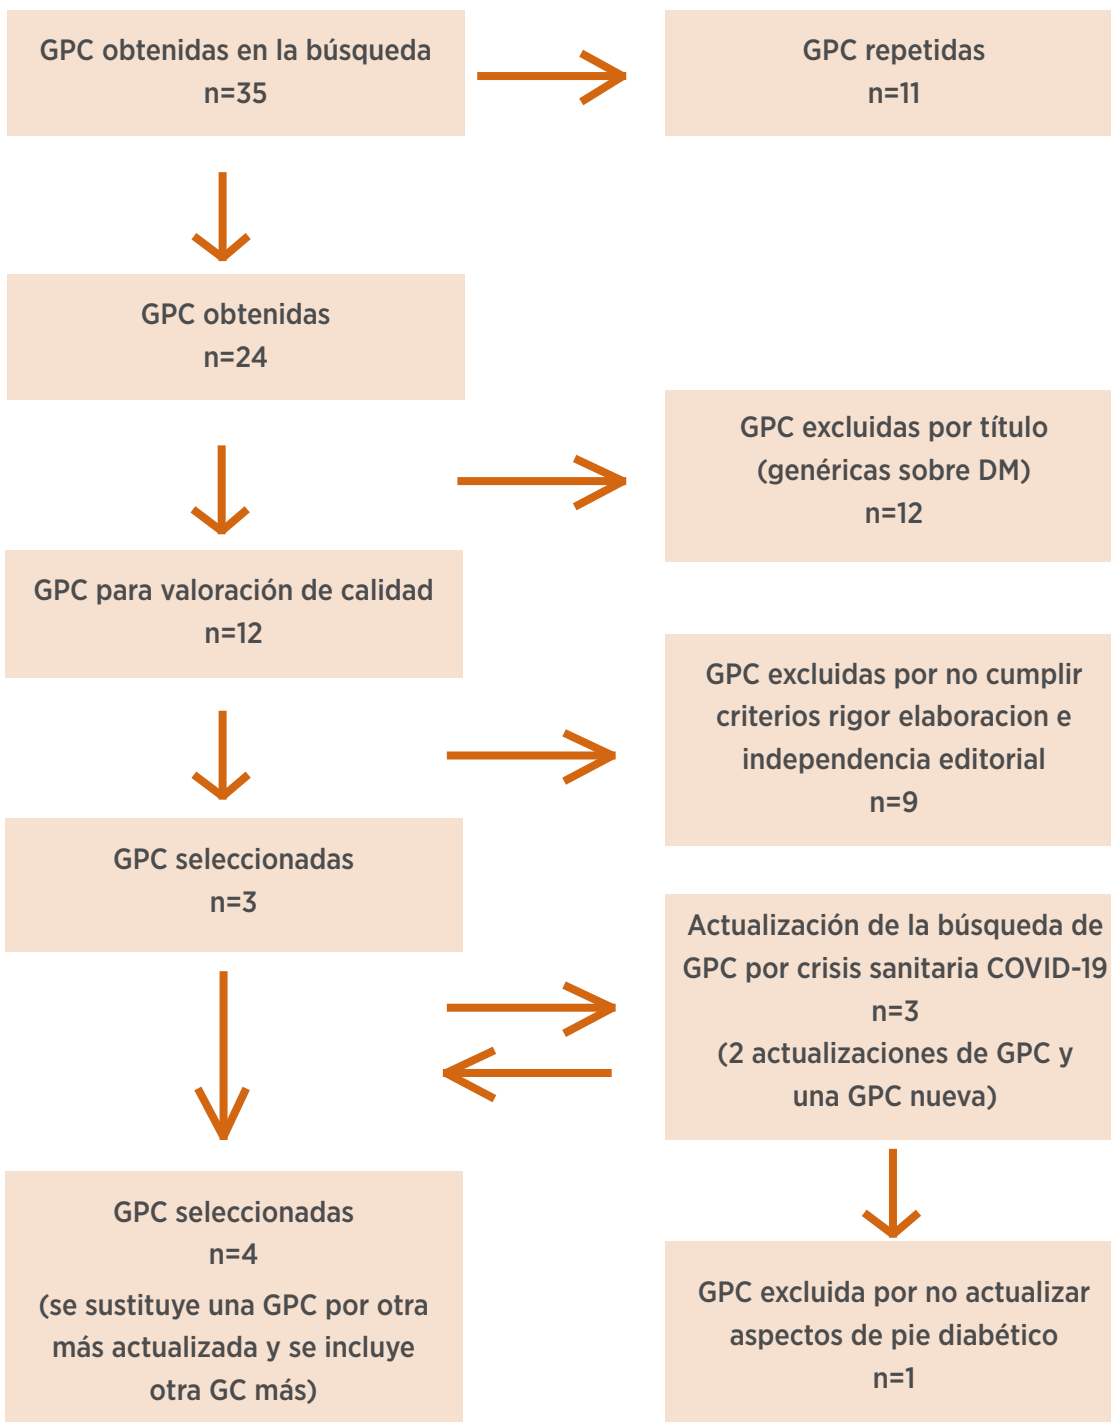 GPC obtenidas en la búsqueda
n=35
GPC repetidas
n=11
GPC obtenidas
n=24
GPC excluidas por título
(genéricas sobre DM)
n=12
GPC para valoración de calidad
n=12
GPC excluidas por no cumplir
criterios rigor elaboracion e
independencia editorial
n=9
GPC seleccionadas
n=3
Actualización de la búsqueda de
GPC por crisis sanitaria COVID-19
n=3
(2 actualizaciones de GPC y
una GPC nueva)
GPC seleccionadas
n=4
(se sustituye una GPC por otra
más actualizada y se incluye
otra GC más)
GPC excluida por no actualizar
aspectos de pie diabético
n=1